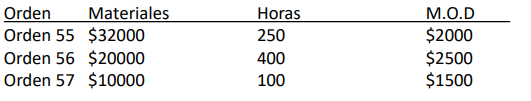 Orden Materiales Horas M.O.D
Orden 55 $32000 250 $2000
Orden 56 $20000 400 $2500
Orden 57 $10000 100 $1500